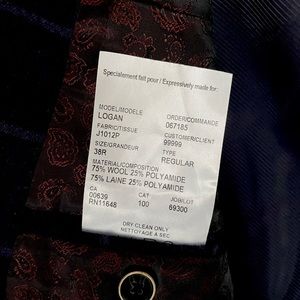 Specialement fait pour / Expressively made for:
MODEL/MODELE ORDER/COMMANDE
LOGAN 067185
FABRIC/TISSUE CUSTOMER/CLIENT
J1012P 99999
SIZE/GRANDEUR TYPE
38R REGULAR
MATERIAL/COMPOSITION
75% WOOL 25% POLYAMIDE
75% LAINE 25% POLYAMIDE
CA CAT JOB/LOT
00639 100 69300
RN11648
DRY CLEAN ONLY
NETTOYAGE A SEC